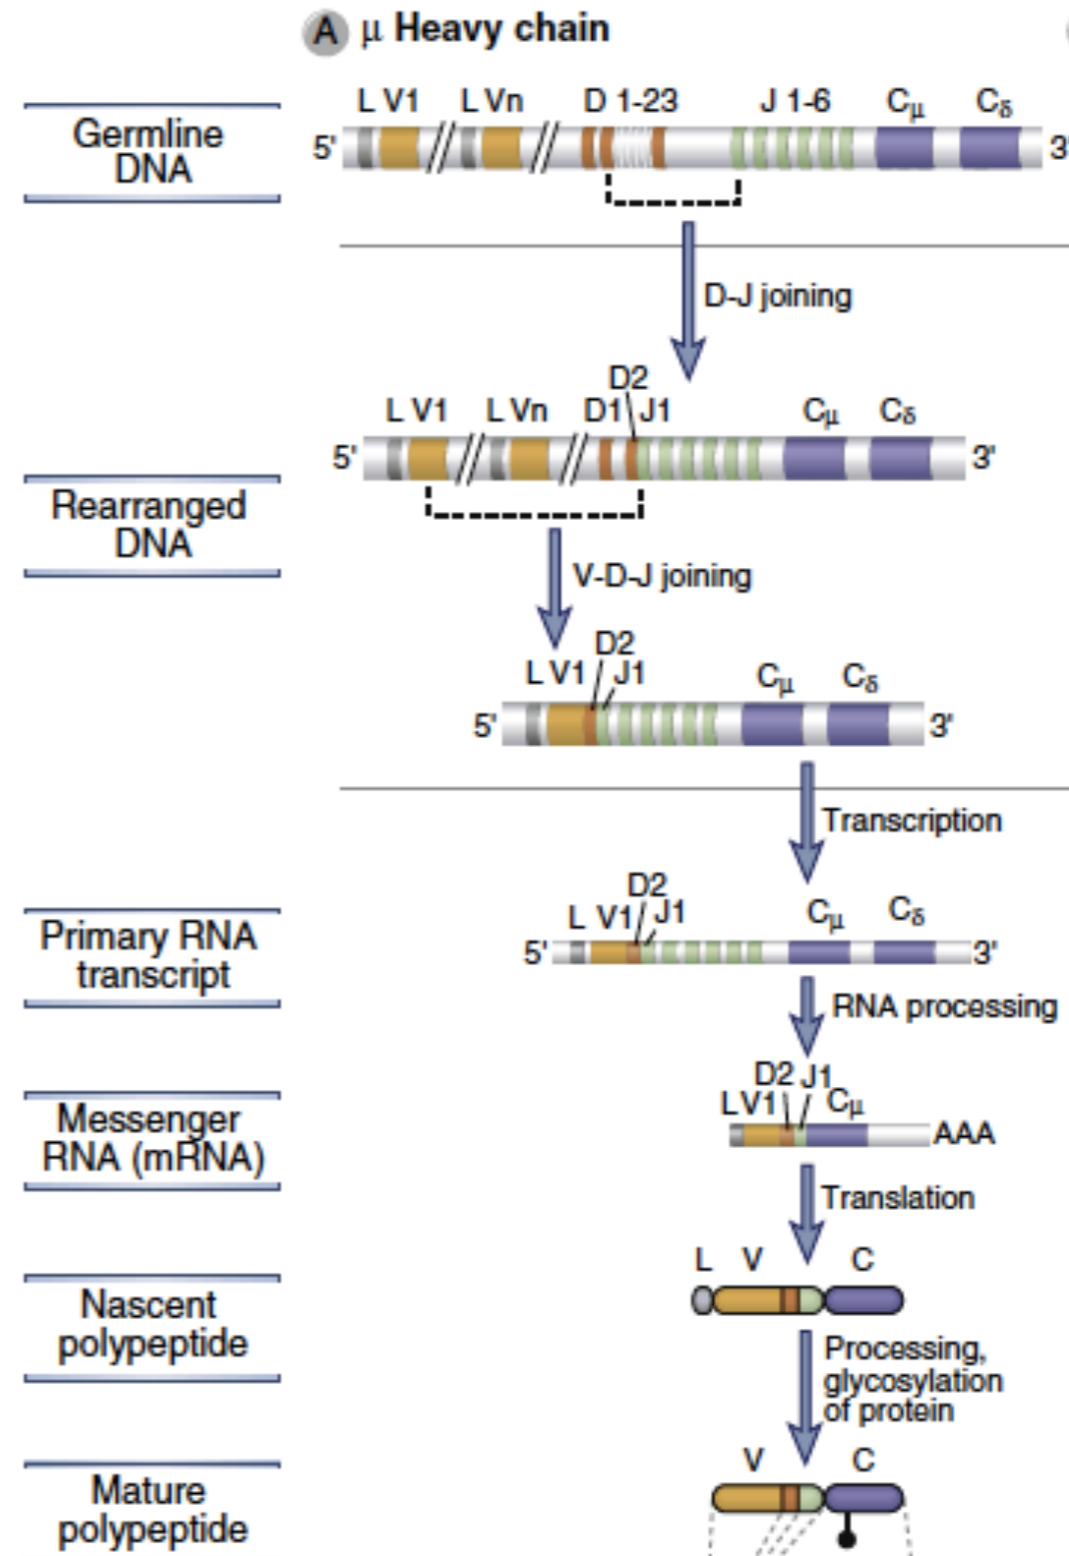 A μ Heavy chain
L V1 L Vn D 1-23 J 1-6 Cμ Cδ
Germline
DNA
5' 3'
D-J joining
D2
L V1 L Vn D1 J1 Cμ Cδ
5' 3'
Rearranged
DNA
V-D-J joining
D2
L V1 J1 Cμ Cδ
5' 3'
Transcription
D2
L V1 J1 Cμ Cδ
Primary RNA
transcript
5' 3'
RNA processing
D2 J1
L V1 Cμ
Messenger
RNA (mRNA)
AAA
Translation
L V C
Nascent
polypeptide
Processing,
glycosylation
of protein
V C
Mature
polypeptide